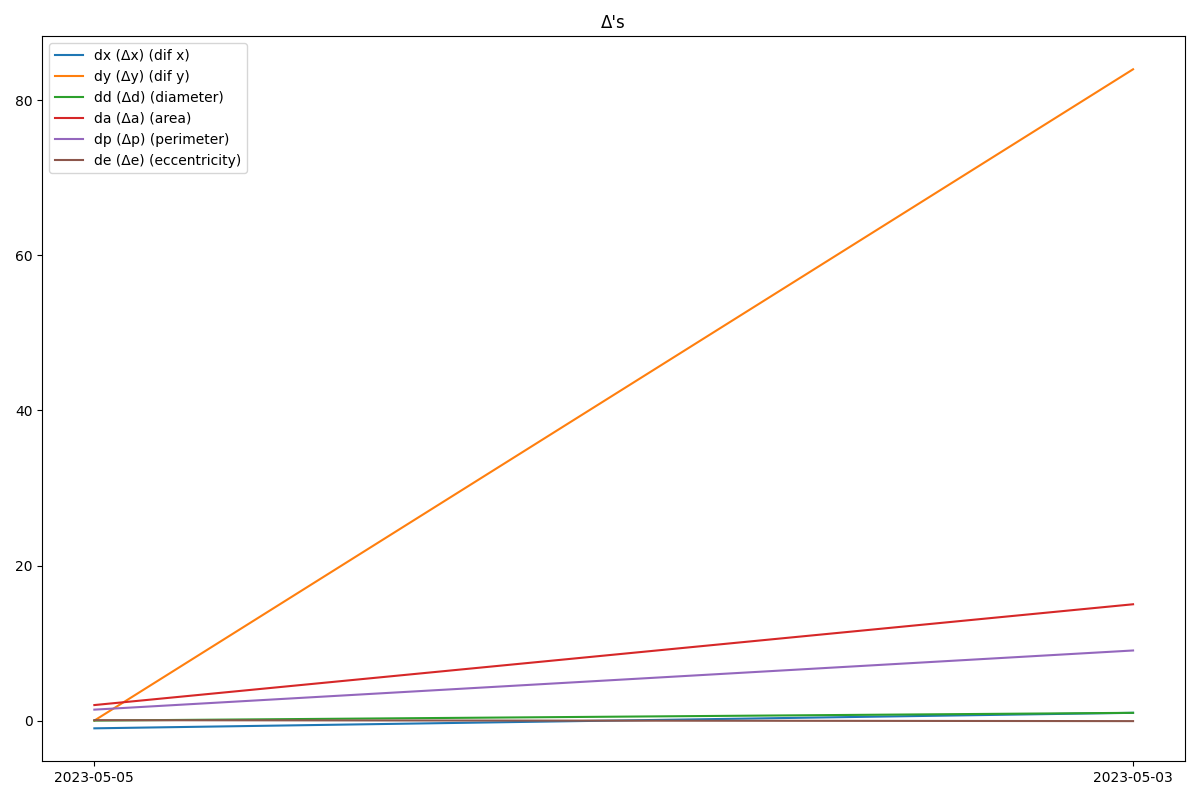 Δ's
dx (Δx) (dif x)
dy (Δy) (dif y)
dd (Δd) (diameter)
da (Δa) (area)
dp (Δp) (perimeter)
de (Δe) (eccentricity)
80
60
40
20
0
2023-05-05
2023-05-03